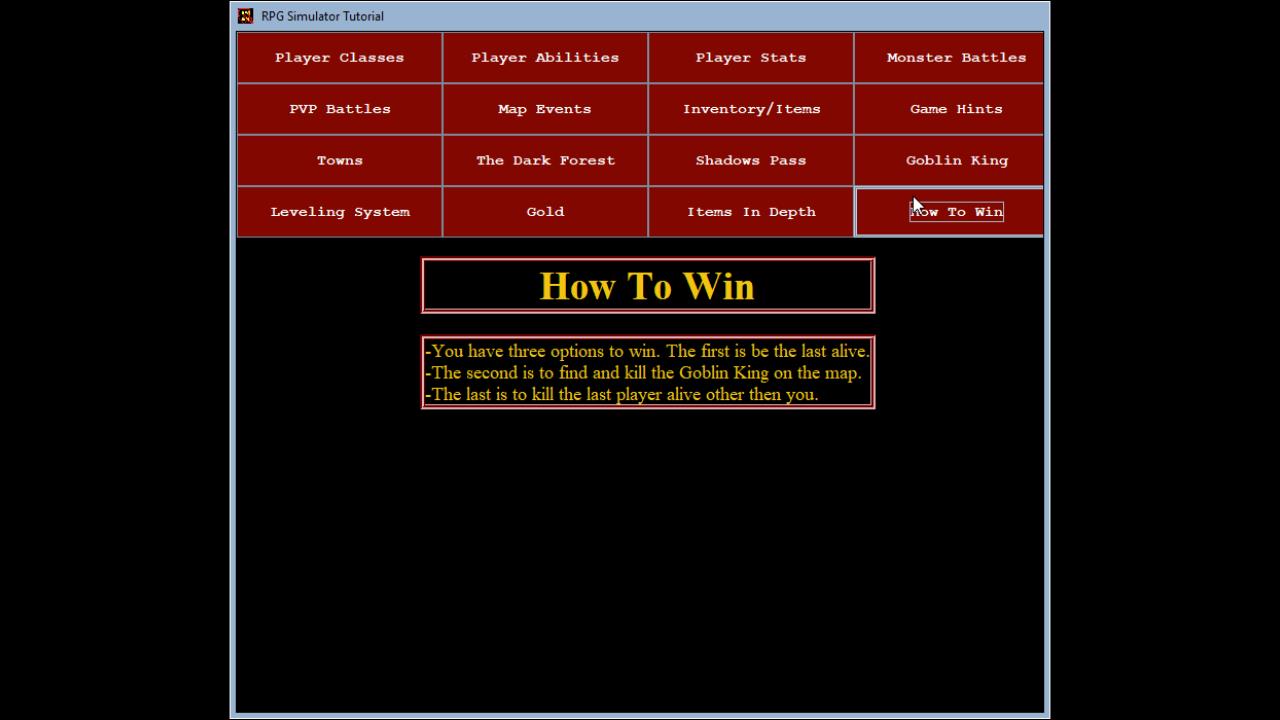 RPG Simulator Tutorial
Player Classes Player Abilities Player Stats Monster Battles
PVP Battles Map Events Inventory/Items Game Hints
Towns The Dark Forest Shadows Pass Goblin King
Leveling System Gold Items In Depth How To Win
How To Win
-You have three options to win. The first is be the last alive.
-The second is to find and kill the Goblin King on the map.
-The last is to kill the last player alive other then you.